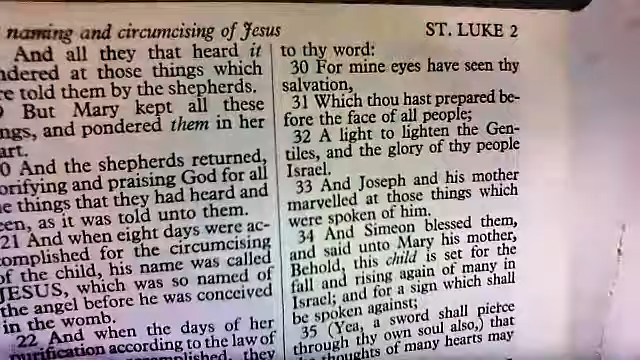 naming and circumcising of Jesus
ST. LUKE 2
And all they that heard it
ndered at those things which
re told them by the shepherds.
But Mary kept all these
ngs, and pondered them in her
art.
0 And the shepherds returned,
orifying and praising God for all
e things that they had heard and
een, as it was told unto them.
21 And when eight days were ac-
complished for the circumcising
of the child, his name was called
JESUS, which was so named of
the angel before he was conceived
in the womb.
22 And when the days of her
purification according to the law of
accomplished, they
to thy word:
30 For mine eyes have seen thy
salvation,
31 Which thou hast prepared be-
fore the face of all people;
32 A light to lighten the Gen-
tiles, and the glory of thy people
Israel.
33 And Joseph and his mother
marvelled at those things which
were spoken of him.
34 And Simeon blessed them,
and said unto Mary his mother,
Behold, this child is set for the
fall and rising again of many in
Israel; and for a sign which shall
be spoken against;
35 (Yea, a sword shall pierce
through thy own soul also,) that
thoughts of many hearts may